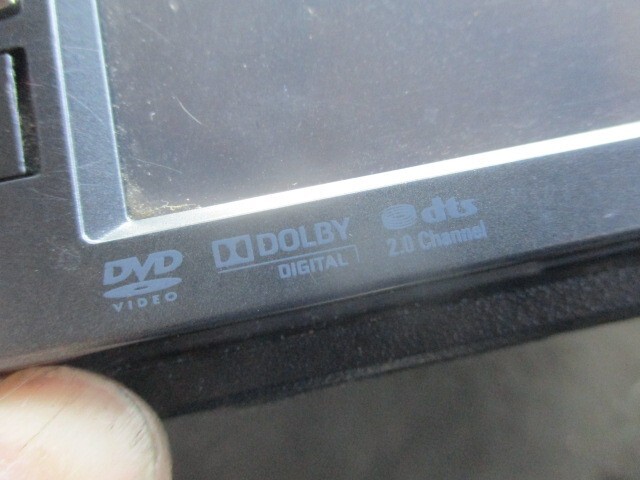 DVD
VIDEO
DOLBY
DIGITAL
dts
2.0 Channel